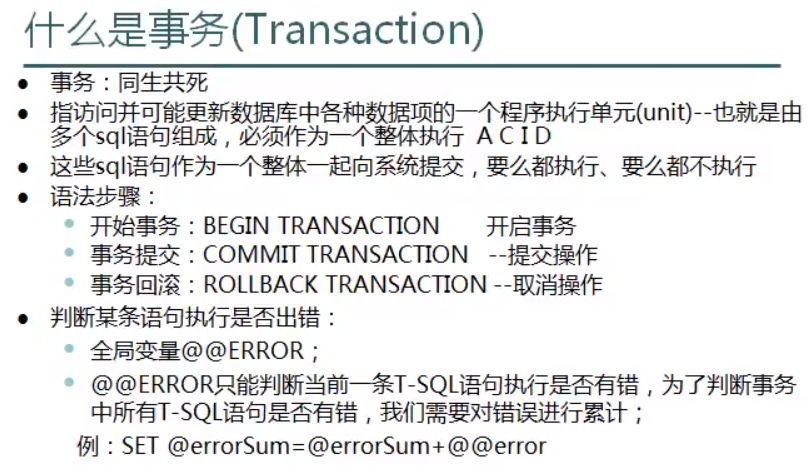 什么是事务(Transaction)
● 事务：同生共死
● 指访问并可能更新数据库中各种数据项的一个程序执行单元(unit)--也就是由
多个sql语句组成，必须作为一个整体执行 A C I D
● 这些sql语句作为一个整体一起向系统提交，要么都执行、要么都不执行
● 语法步骤：
• 开始事务：BEGIN TRANSACTION 开启事务
• 事务提交：COMMIT TRANSACTION --提交操作
• 事务回滚：ROLLBACK TRANSACTION --取消操作
● 判断某条语句执行是否出错：
• 全局变量@@ERROR；
• @@ERROR只能判断当前一条T-SQL语句执行是否有错，为了判断事务
中所有T-SQL语句是否有错，我们需要对错误进行累计；
例：SET @errorSum=@errorSum+@@error